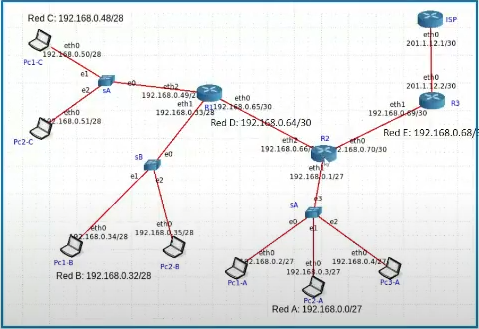 Red C: 192.168.0.48/28
ISP
eth0
201.1.12.1/30
eth0
192.168.0.50/28
Pc1-C
e1
sA
e0
e2
eth2
192.168.0.49/2
eth1
192.168.0.33/28
R1
eth0
192.168.0.65/30
eth0
201.1.12.2/30
eth1
192.168.0.69/30
R3
eth0
192.168.0.51/28
Pc2-C
Red D: 192.168.0.64/30
Red E: 192.168.0.68/3
R2
eth2
192.168.0.66/
eth0
2.168.0.70/30
eth
192.168.0.1/27
sB
e0
e1
e2
eth0
192.168.0.34/28
eth0
192.168.0.35/28
Pc1-B
Pc2-B
Red B: 192.168.0.32/28
sA
e3
e0
e1
e2
eth0
192.168.0.2/27
eth0
192.168.0.3/27
eth0
192.168.0.4/27
Pc1-A
Pc2-A
Pc3-A
Red A: 192.168.0.0/27